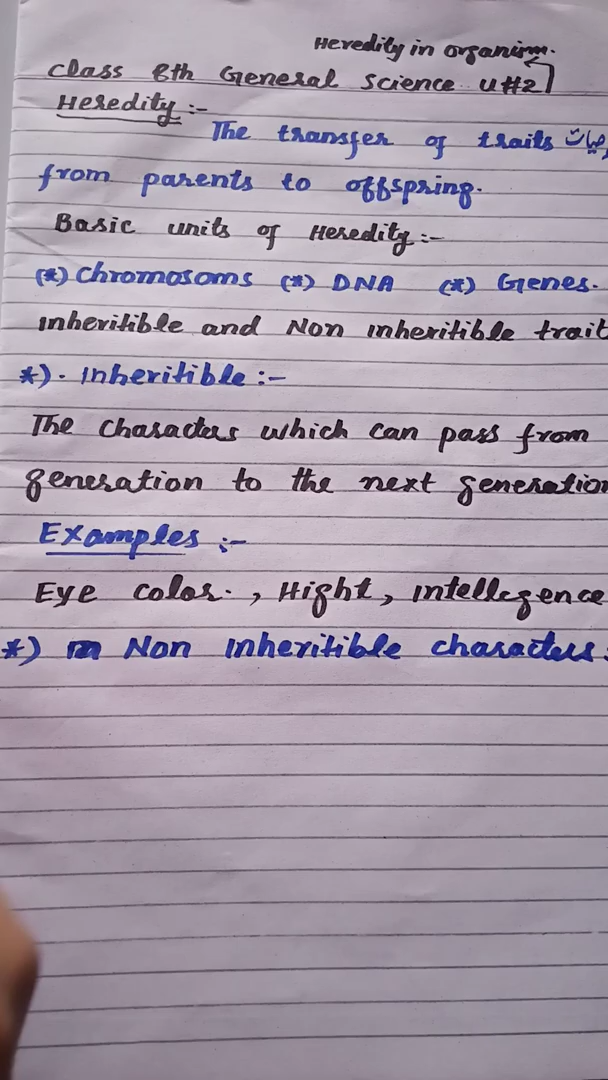 Heredity in organism.
Class 8th General Science U#2
Heredity :-
The transfer of traits
from parents to offspring.
Basic units of Heredity :-
(*) Chromosoms (*) DNA (*) Genes.
inheritible and Non inheritible trait
*). Inheritible :-
The Characters which can pass from
generation to the next generation
Examples :-
Eye color. , Hight, intellegence
*) Non inheritible characters :